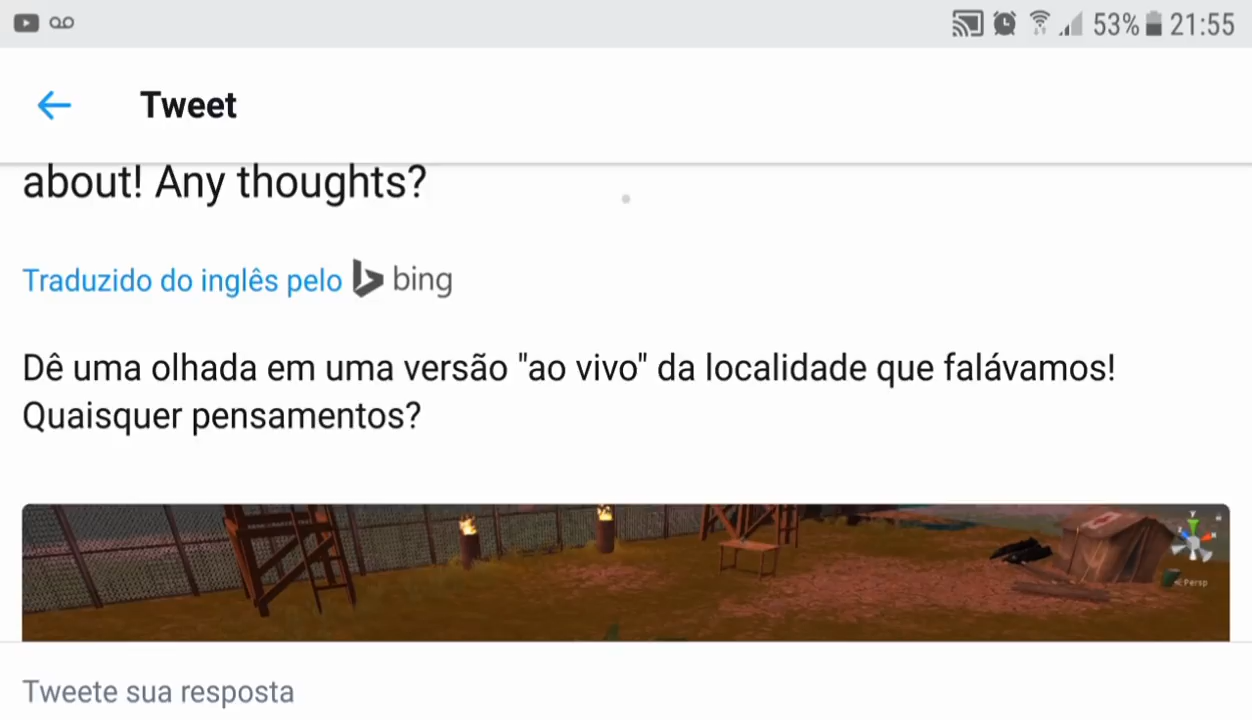 53% 21:55
Tweet
about! Any thoughts?
Traduzido do inglês pelo bing
Dê uma olhada em uma versão "ao vivo" da localidade que falávamos!
Quaisquer pensamentos?
Y
Persp
Tweete sua resposta